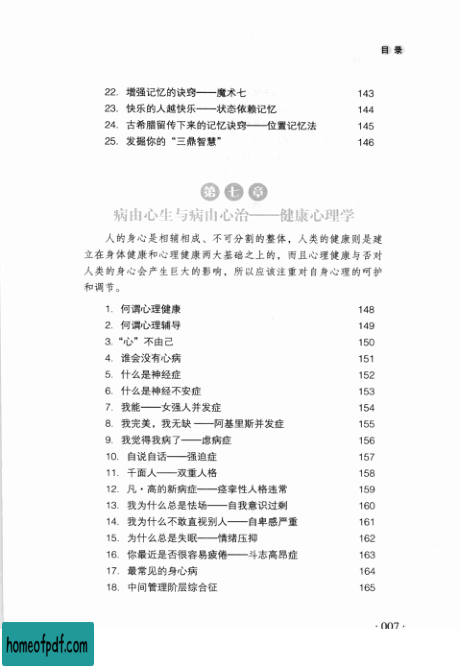 目 录
22. 增强记忆的诀窍——魔术七 143
23. 快乐的人越快乐——状态依赖记忆 144
24. 古希腊留传下来的记忆诀窍——位置记忆法 145
25. 发掘你的“三鼎智慧” 146
第七章
病由心生与病由心治——健康心理学
人的身心是相辅相成、不可分割的整体，人类的健康则是建
立在身体健康和心理健康两大基础之上的，而且心理健康与否对
人类的身心会产生巨大的影响，所以应该注重对自身心理的呵护
和调节。
1. 何谓心理健康 148
2. 何谓心理辅导 149
3.“心”不由己 150
4. 谁会没有心病 151
5. 什么是神经症 152
6. 什么是神经不安症 153
7. 我能——女强人并发症 154
8. 我完美，我无缺——阿基里斯并发症 155
9. 我觉得我病了——虑病症 156
10. 自说自话——强迫症 157
11. 千面人——双重人格 158
12. 凡·高的新病症——痉挛性人格违常 159
13. 我为什么总是怯场——自我意识过剩 160
14. 我为什么不敢直视别人——自卑感严重 161
15. 为什么总是失眠——情绪压抑 162
16. 你最近是否很容易疲倦——斗志高昂症 163
17. 最常见的身心病 164
18. 中间管理阶层综合征 165
· 007 ·
homeofpdf.com